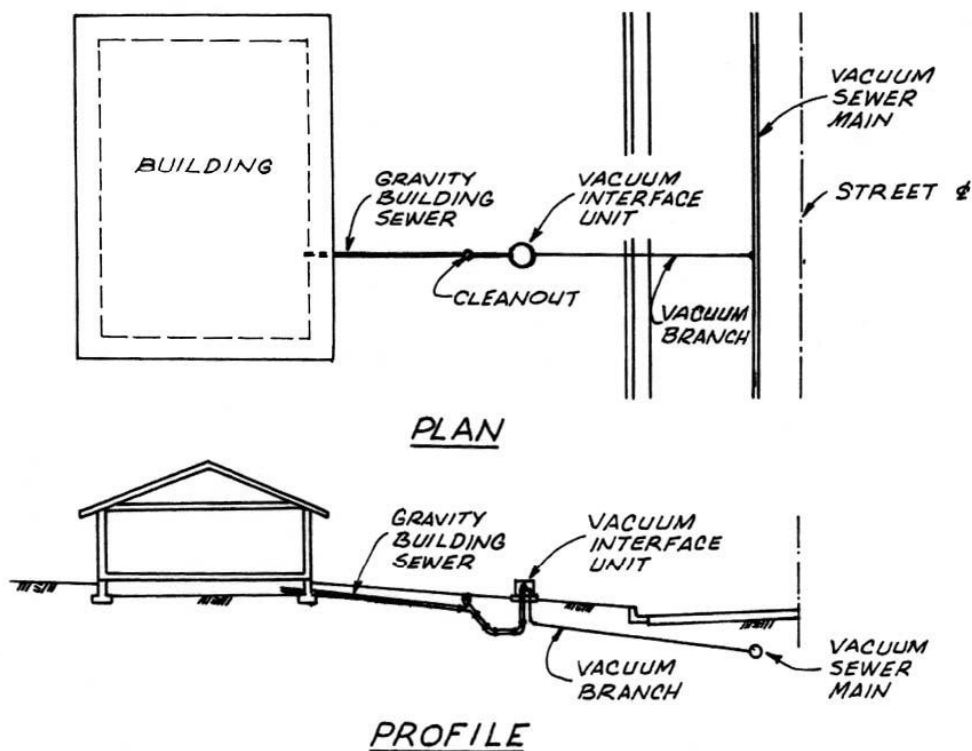 BUILDING
GRAVITY
BUILDING
SEWER
CLEANOUT
VACUUM
INTERFACE
UNIT
VACUUM
BRANCH
VACUUM
SEWER
MAIN
STREET ℄
PLAN
GRAVITY
BUILDING
SEWER
VACUUM
INTERFACE
UNIT
VACUUM
BRANCH
VACUUM
SEWER
MAIN
PROFILE